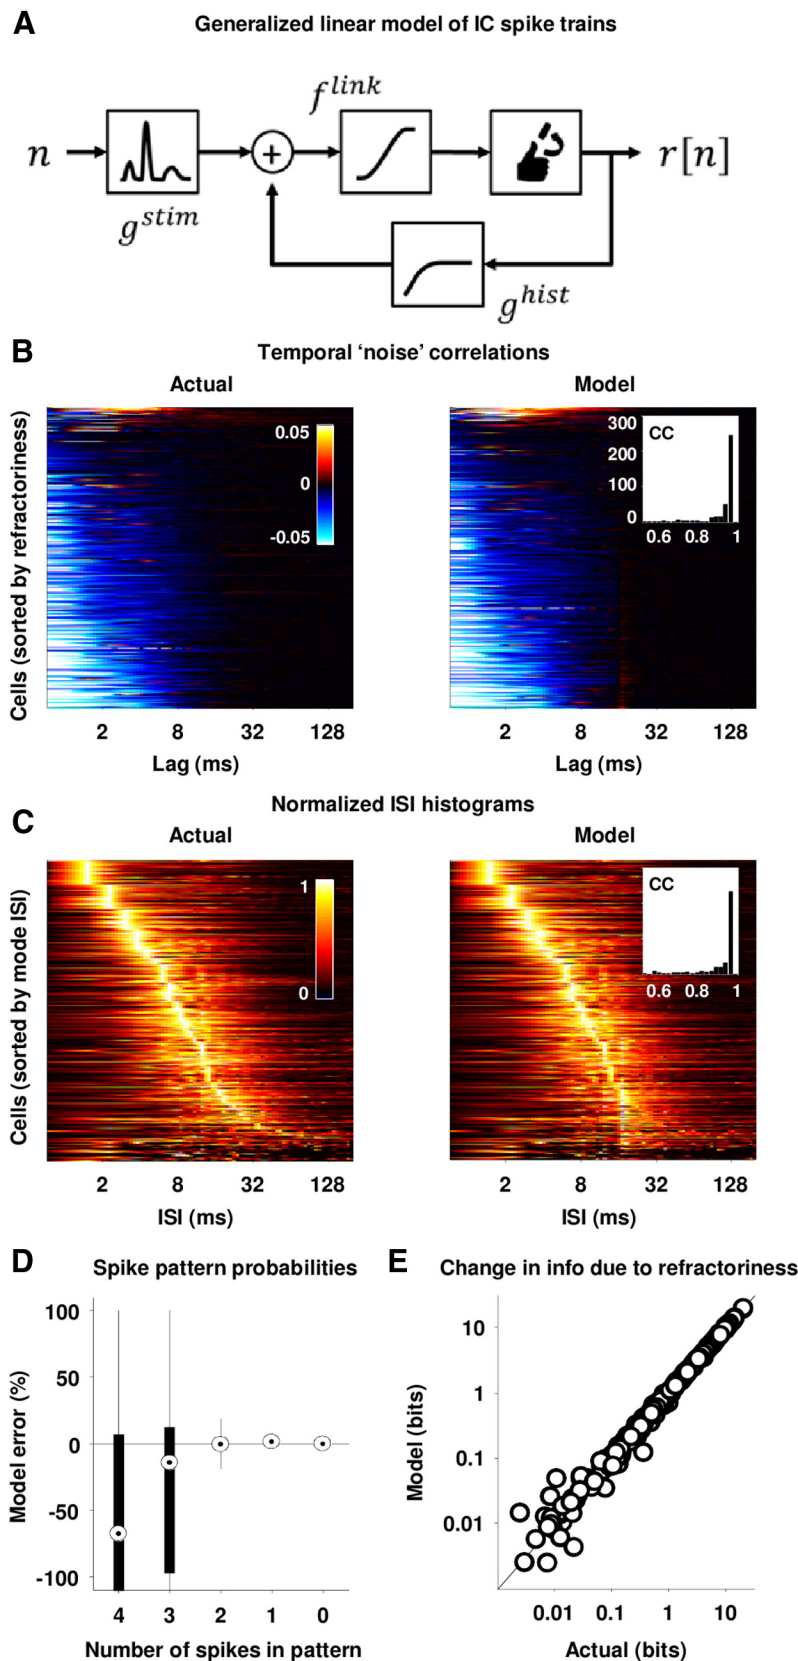 A
Generalized linear model of IC spike trains
f^link
n
+
r[n]
g^stim
g^hist
B
Temporal ‘noise’ correlations
Actual
Model
Cells (sorted by refractoriness)
0.05
0
-0.05
CC
300
200
100
0
0.6 0.8 1
2 8 32 128
2 8 32 128
Lag (ms)
Lag (ms)
C
Normalized ISI histograms
Actual
Model
Cells (sorted by mode ISI)
1
0
CC
0.6 0.8 1
2 8 32 128
2 8 32 128
ISI (ms)
ISI (ms)
D
Spike pattern probabilities
Model error (%)
100
50
0
-50
-100
4 3 2 1 0
Number of spikes in pattern
E
Change in info due to refractoriness
Model (bits)
10
1
0.1
0.01
0.01 0.1 1 10
Actual (bits)